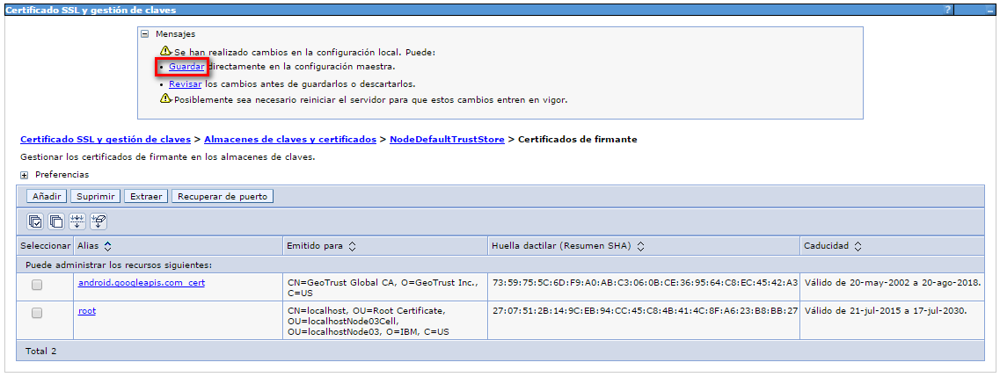 Certificado SSL y gestión de claves
?
Mensajes
Se han realizado cambios en la configuración local. Puede:
• Guardar directamente en la configuración maestra.
• Revisar los cambios antes de guardarlos o descartarlos.
Posiblemente sea necesario reiniciar el servidor para que estos cambios entren en vigor.
Certificado SSL y gestión de claves > Almacenes de claves y certificados > NodeDefaultTrustStore > Certificados de firmante
Gestionar los certificados de firmante en los almacenes de claves.
Preferencias
Añadir Suprimir Extraer Recuperar de puerto
Seleccionar Alias Emitido para Huella dactilar (Resumen SHA) Caducidad
Puede administrar los recursos siguientes:
android.googleapis.com_cert CN=GeoTrust Global CA, O=GeoTrust Inc., 73:59:75:5C:6D:F9:A0:AB:C3:06:0B:CE:36:95:64:C8:EC:45:42:A3 Válido de 20-may-2002 a 20-ago-2018.
C=US
root CN=localhost, OU=Root Certificate, 27:07:51:2B:14:9C:EB:94:CC:45:C8:4B:41:4C:8F:A6:23:B8:BB:27 Válido de 21-jul-2015 a 17-jul-2030.
OU=localhostNode03Cell,
OU=localhostNode03, O=IBM, C=US
Total 2